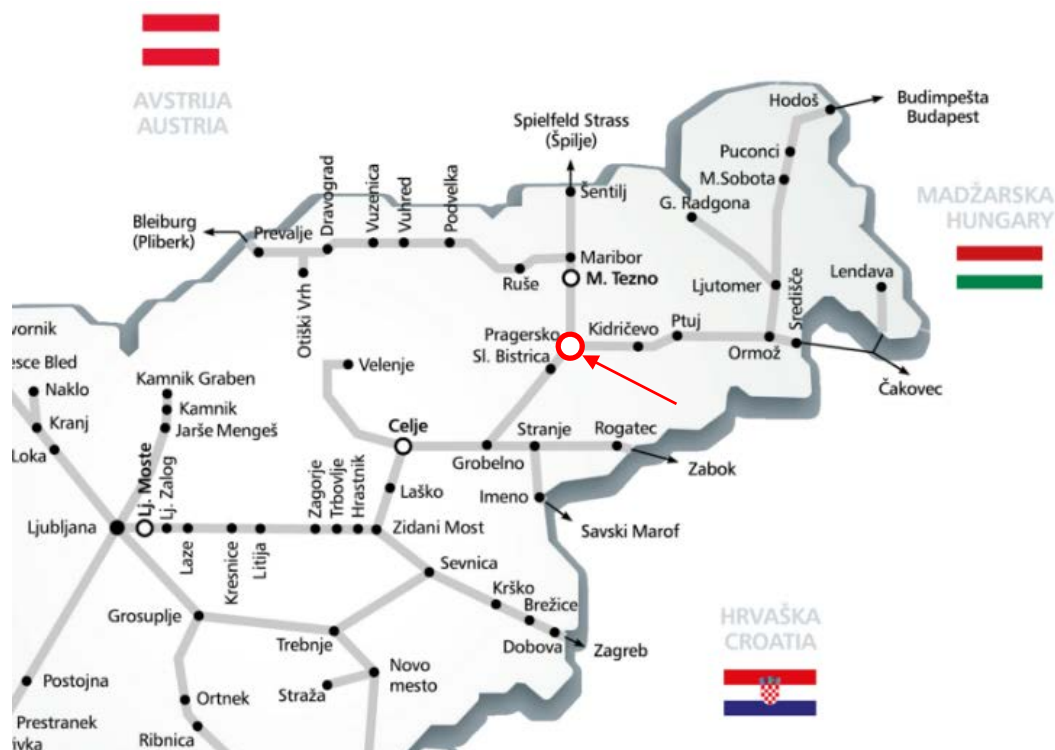 AVSTRIJA
AUSTRIA
Hodoš
Budimpešta
Budapest
Spielfeld Strass
(Špilje)
Puconci
M.Sobota
Šentilj
G. Radgona
MADŽARSKA
HUNGARY
Bleiburg
(Pliberk)
Prevalje
Dravograd
Vuzenica
Vuhred
Podvelka
Maribor
Ruše
M. Tezno
Otiški Vrh
Ljutomer
Središče
Lendava
Pragersko
Kidričevo
Ptuj
Sl. Bistrica
Ormož
Čakovec
vornik
esce Bled
Naklo
Kranj
Loka
Kamnik Graben
Kamnik
Jarše Mengeš
Velenje
Celje
Grobelno
Stranje
Rogatec
Zabok
Laško
Imeno
Savski Marof
Ljubljana
Lj. Moste
Lj. Zalog
Laze
Kresnice
Litija
Zagorje
Trbovlje
Hrastnik
Zidani Most
Sevnica
Krško
Brežice
Dobova
Zagreb
HRVAŠKA
CROATIA
Grosuplje
Trebnje
Novo
mesto
Straža
Postojna
Ortnek
Prestranek
ivka
Ribnica